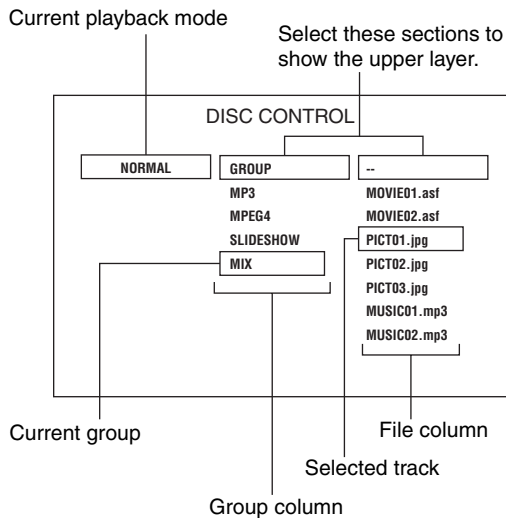 Current playback mode
Select these sections to
show the upper layer.
DISC CONTROL
NORMAL
GROUP
--
MP3
MOVIE01.asf
MPEG4
MOVIE02.asf
SLIDESHOW
PICT01.jpg
MIX
PICT02.jpg
PICT03.jpg
MUSIC01.mp3
MUSIC02.mp3
Current group
File column
Selected track
Group column